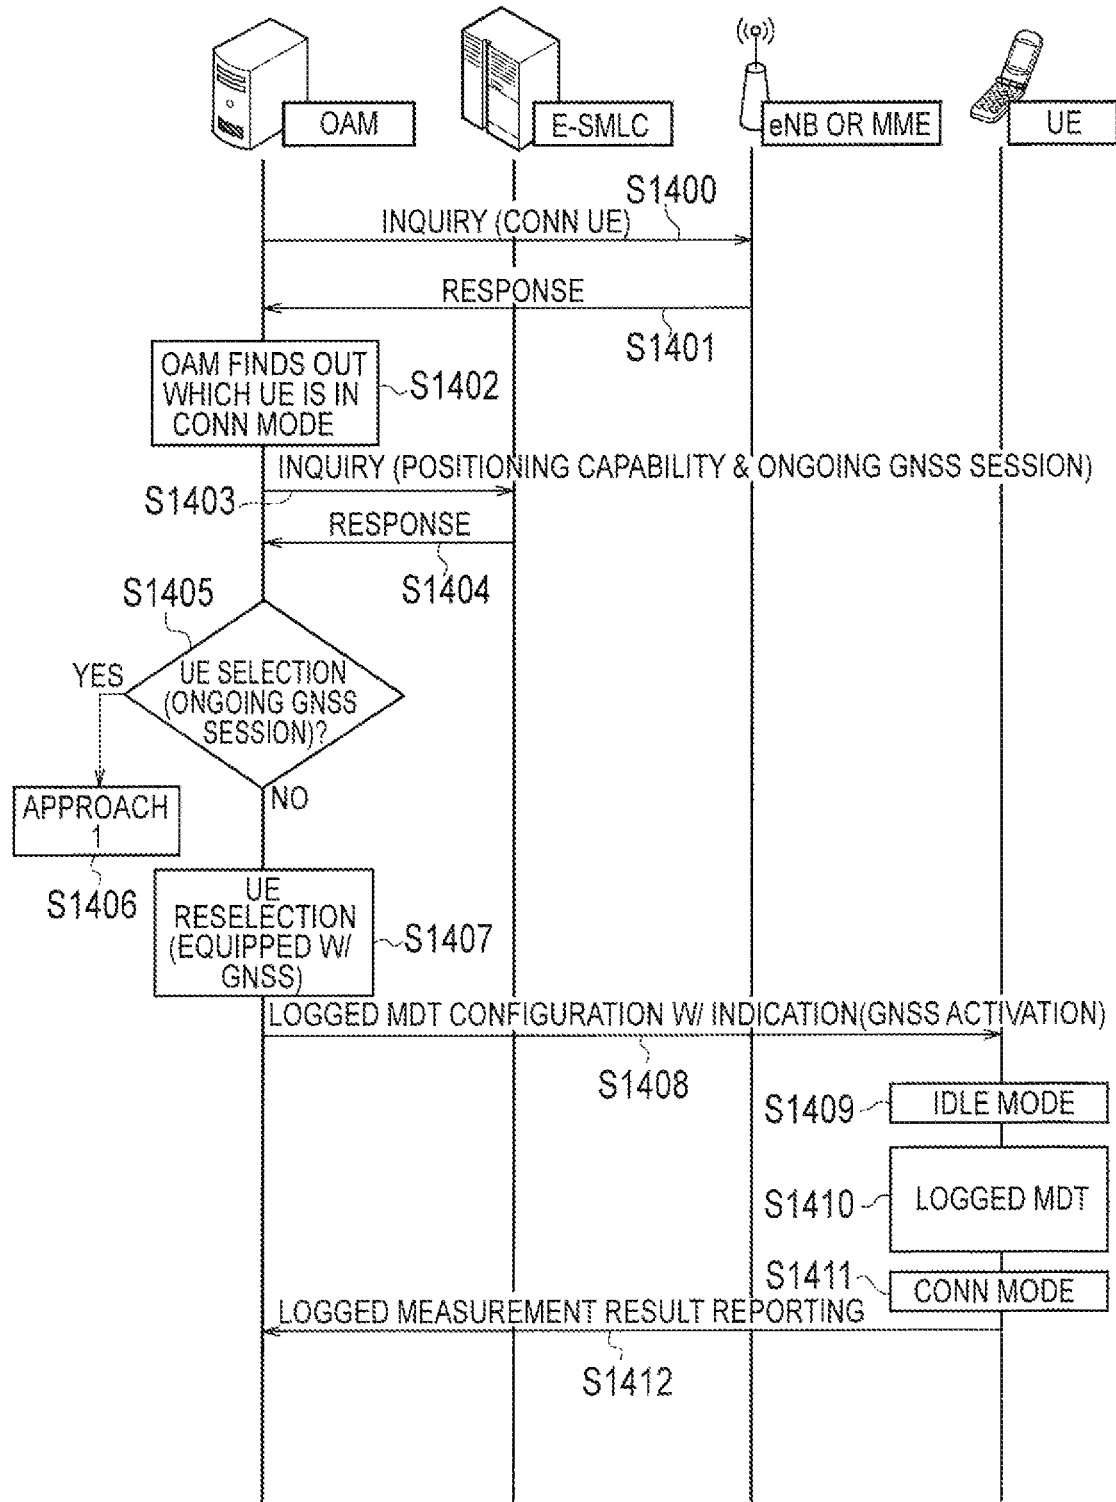 OAM
E-SMLC
eNB OR MME
UE
S1400
INQUIRY (CONN UE)
RESPONSE
S1401
OAM FINDS OUT
WHICH UE IS IN
CONN MODE
S1402
INQUIRY (POSITIONING CAPABILITY & ONGOING GNSS SESSION)
S1403
RESPONSE
S1404
S1405
YES
UE SELECTION
(ONGOING GNSS
SESSION)?
NO
APPROACH
1
S1406
UE
RESELECTION
(EQUIPPED W/
GNSS)
S1407
LOGGED MDT CONFIGURATION W/ INDICATION(GNSS ACTIVATION)
S1408
S1409
IDLE MODE
S1410
LOGGED MDT
S1411
CONN MODE
LOGGED MEASUREMENT RESULT REPORTING
S1412